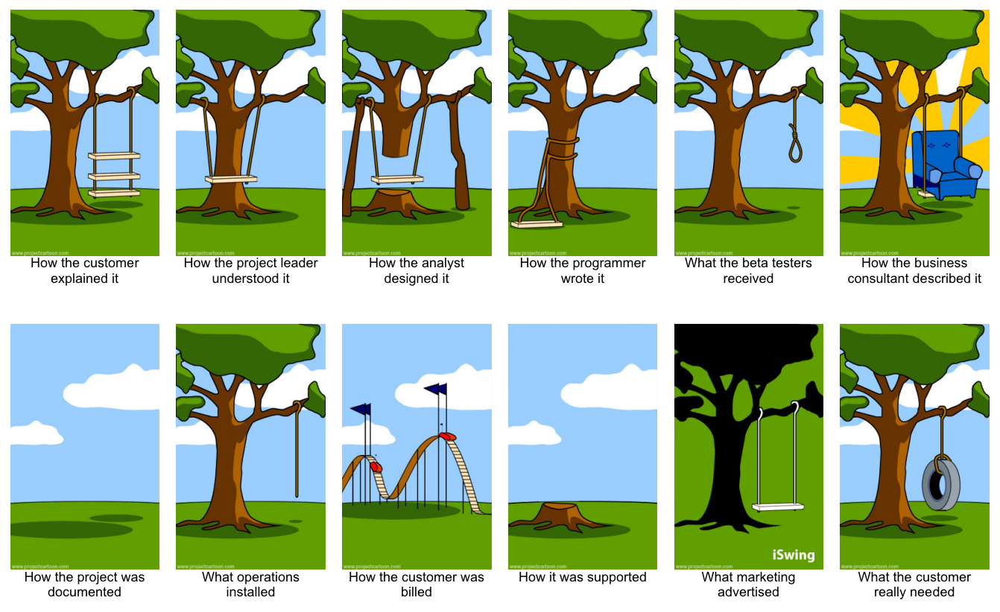 www.projectcartoon.com
www.projectcartoon.com
www.projectcartoon.com
www.projectcartoon.com
www.projectcartoon.com
www.projectcartoon.com
How the customer
explained it
How the project leader
understood it
How the analyst
designed it
How the programmer
wrote it
What the beta testers
received
How the business
consultant described it
iSwing
www.projectcartoon.com
www.projectcartoon.com
www.projectcartoon.com
www.projectcartoon.com
www.projectcartoon.com
www.projectcartoon.com
How the project was
documented
What operations
installed
How the customer was
billed
How it was supported
What marketing
advertised
What the customer
really needed